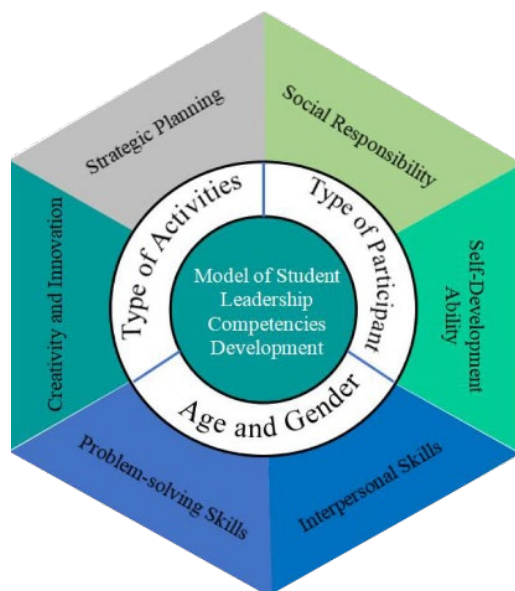 Strategic Planning
Social Responsibility
Type of Activities
Type of Participant
Creativity and Innovation
Model of Student
Leadership
Competencies
Development
Self-Development
Ability
Age and Gender
Problem-solving Skills
Interpersonal Skills